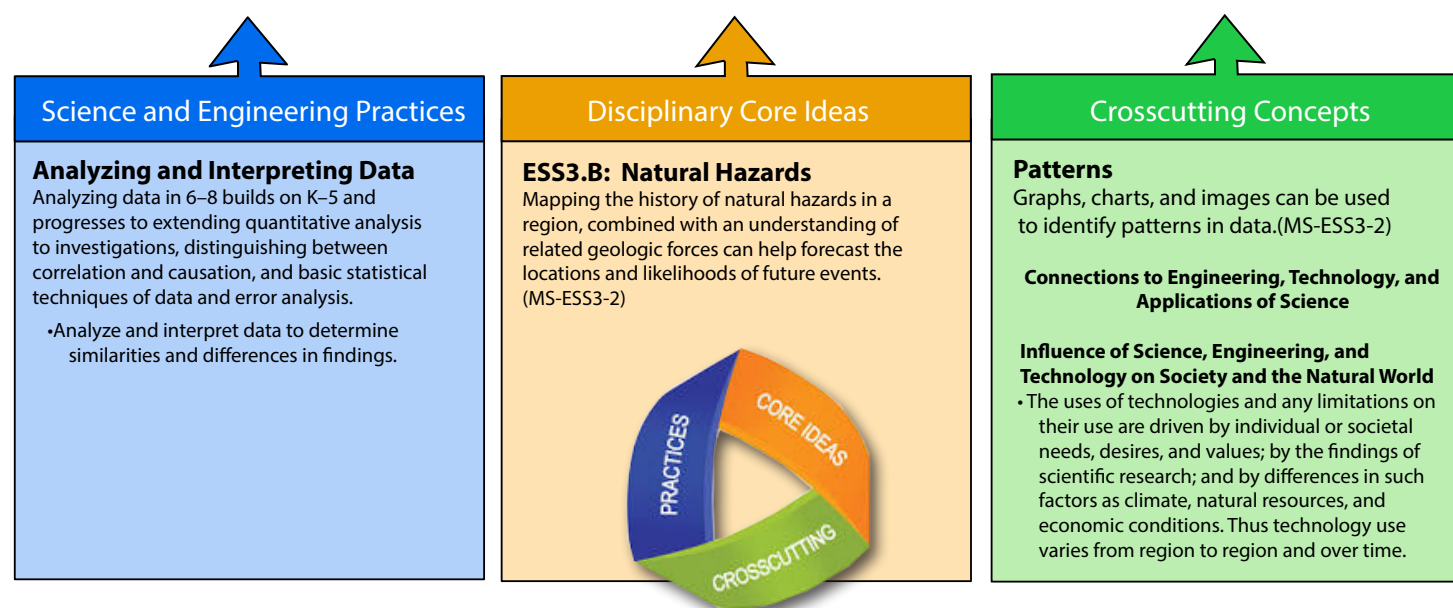 Science and Engineering Practices
Analyzing and Interpreting Data
Analyzing data in 6–8 builds on K–5 and
progresses to extending quantitative analysis
to investigations, distinguishing between
correlation and causation, and basic statistical
techniques of data and error analysis.
•Analyze and interpret data to determine
similarities and differences in findings.
Disciplinary Core Ideas
ESS3.B: Natural Hazards
Mapping the history of natural hazards in a
region, combined with an understanding of
related geologic forces can help forecast the
locations and likelihoods of future events.
(MS-ESS3-2)
PRACTICES
CORE IDEAS
CROSSCUTTING
Crosscutting Concepts
Patterns
Graphs, charts, and images can be used
to identify patterns in data.(MS-ESS3-2)
Connections to Engineering, Technology, and
Applications of Science
Influence of Science, Engineering, and
Technology on Society and the Natural World
• The uses of technologies and any limitations on
their use are driven by individual or societal
needs, desires, and values; by the findings of
scientific research; and by differences in such
factors as climate, natural resources, and
economic conditions. Thus technology use
varies from region to region and over time.